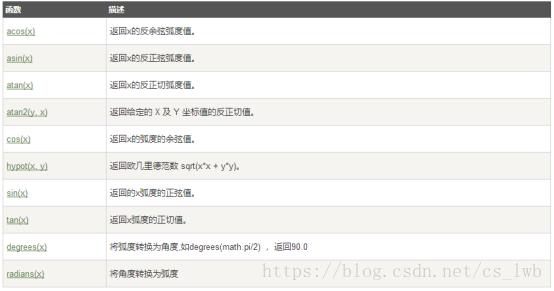 函数 描述
acos(x) 返回x的反余弦弧度值。
asin(x) 返回x的反正弦弧度值。
atan(x) 返回x的反正切弧度值。
atan2(y, x) 返回给定的 X 及 Y 坐标值的反正切值。
cos(x) 返回x的弧度的余弦值。
hypot(x, y) 返回欧几里德范数 sqrt(x*x + y*y)。
sin(x) 返回的x弧度的正弦值。
tan(x) 返回x弧度的正切值。
degrees(x) 将弧度转换为角度,如degrees(math.pi/2) ， 返回90.0
radians(x) 将角度转换为弧度
https://blog.csdn.net/cs_lwb